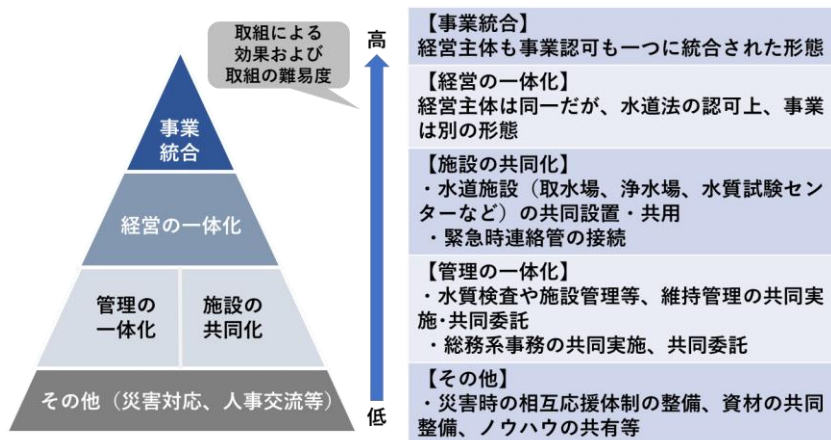 取組による
効果および
取組の難易度
高
事業
統合
経営の一体化
管理の
一体化
施設の
共同化
その他（災害対応、人事交流等）
低
【事業統合】
経営主体も事業認可も一つに統合された形態
【経営の一体化】
経営主体は同一だが、水道法の認可上、事業
は別の形態
【施設の共同化】
・水道施設（取水場、浄水場、水質試験セン
ターなど）の共同設置・共用
・緊急時連絡管の接続
【管理の一体化】
・水質検査や施設管理等、維持管理の共同実
施･共同委託
・総務系事務の共同実施、共同委託
【その他】
・災害時の相互応援体制の整備、資材の共同
整備、ノウハウの共有等